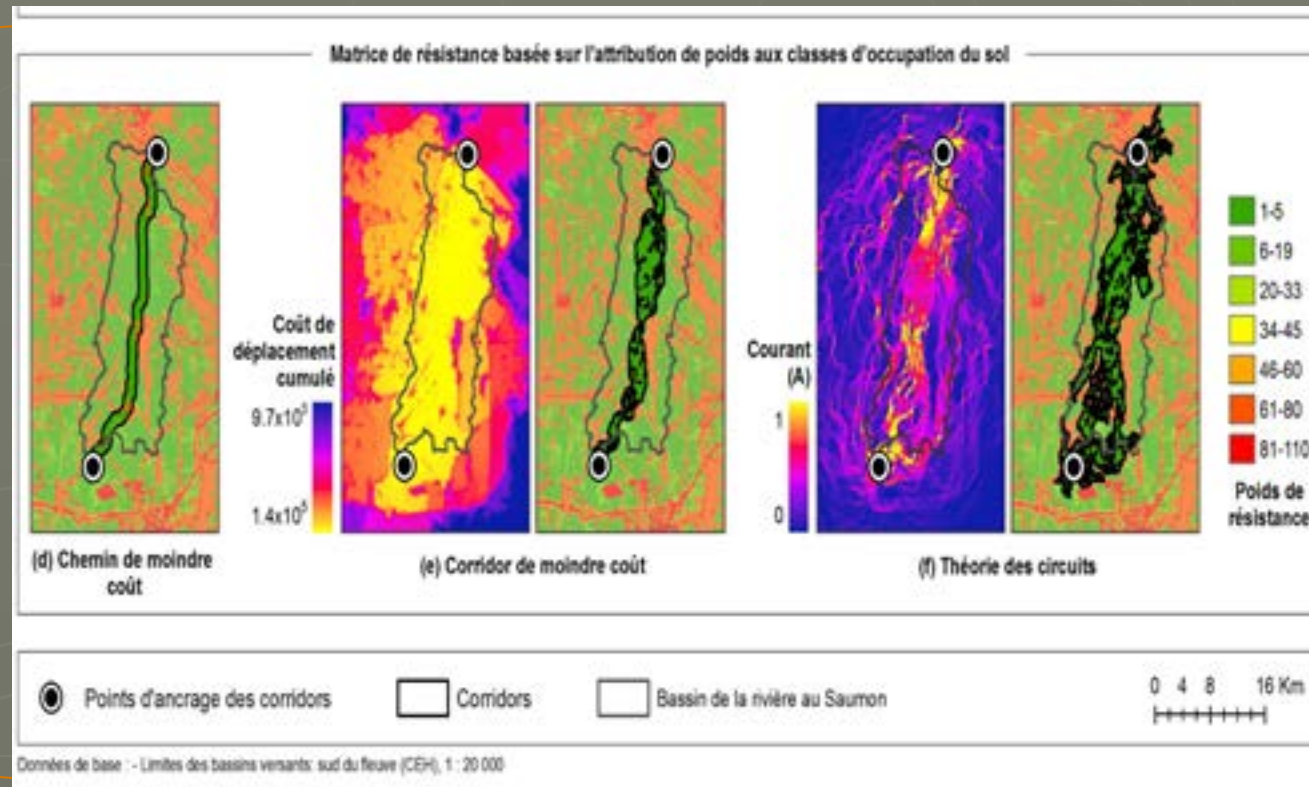 Matrice de résistance basée sur l'attribution de poids aux classes d'occupation du sol
Coût de
déplacement
cumulé
9.7x10⁵
1.4x10⁵
Courant
(A)
1
0
1-5
6-19
20-33
34-45
46-60
61-80
81-110
Poids de
résistance
(d) Chemin de moindre
coût
(e) Corridor de moindre coût
(f) Théorie des circuits
Points d'ancrage des corridors
Corridors
Bassin de la rivière au Saumon
0 4 8 16 Km
Données de base : - Limites des bassins versants: sud du fleuve (CEH), 1 : 20 000